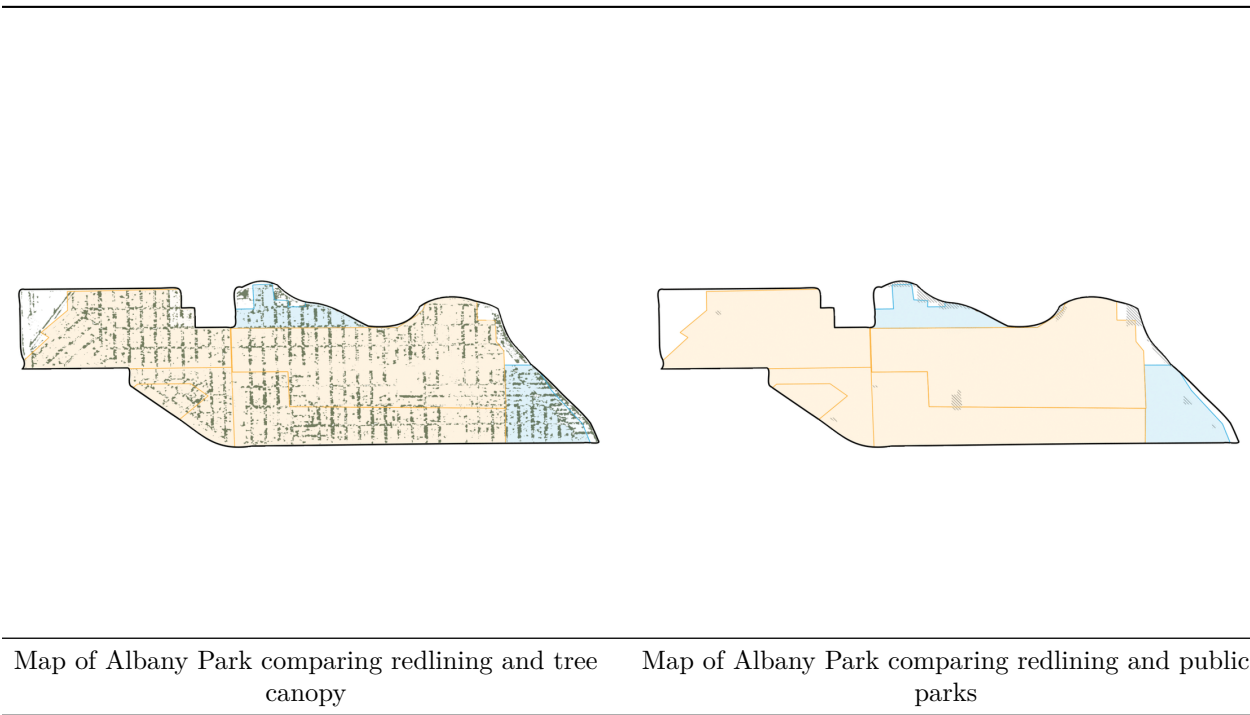 Map of Albany Park comparing redlining and tree
canopy
Map of Albany Park comparing redlining and public
parks